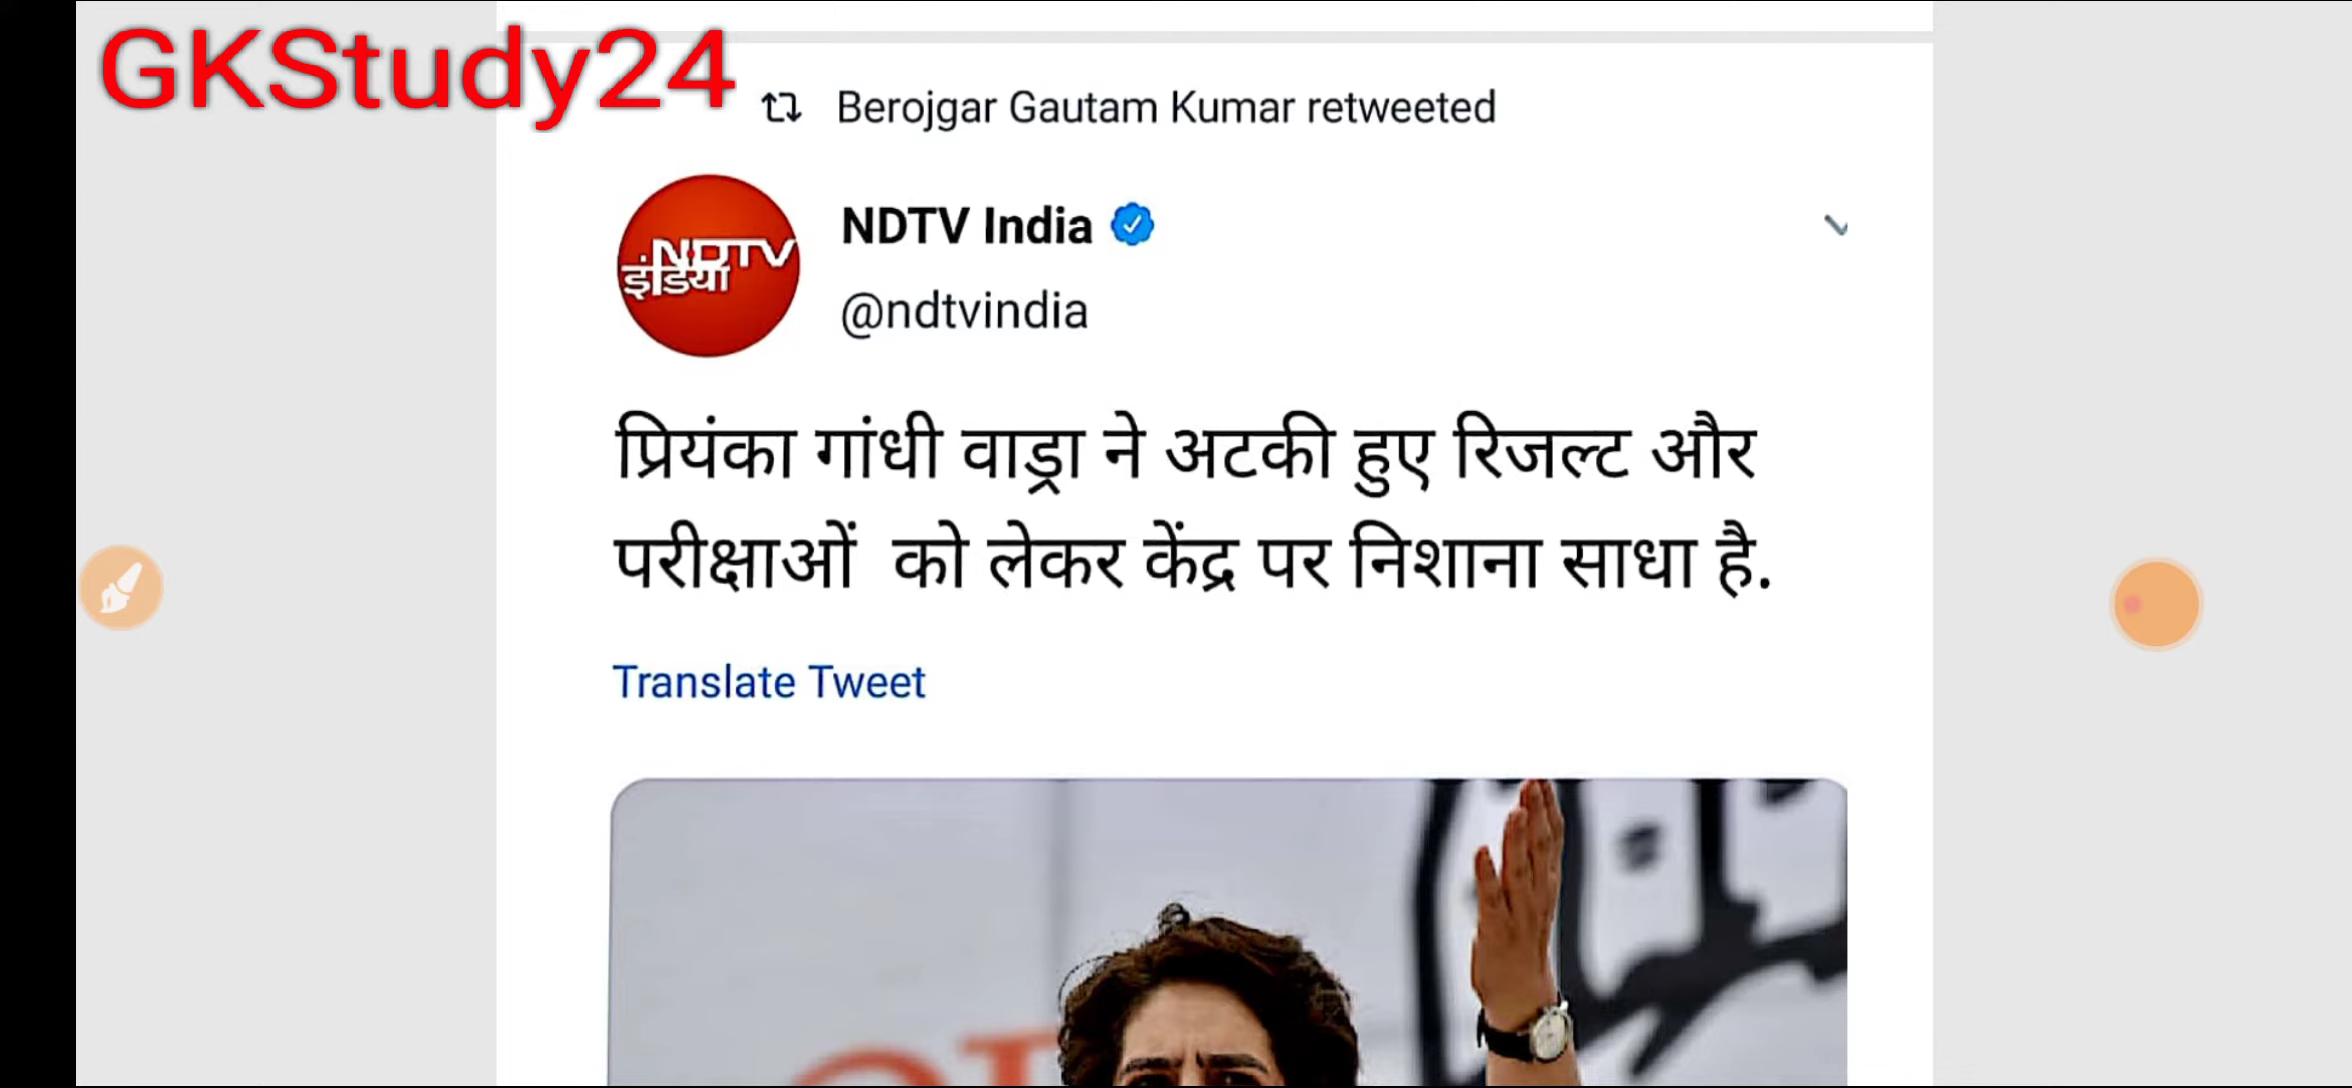 GKStudy24
Berojgar Gautam Kumar retweeted
NDTV India
@ndtvindia
NDTV
इंडिया
प्रियंका गांधी वाड्रा ने अटकी हुए रिजल्ट और
परीक्षाओं को लेकर केंद्र पर निशाना साधा है.
Translate Tweet